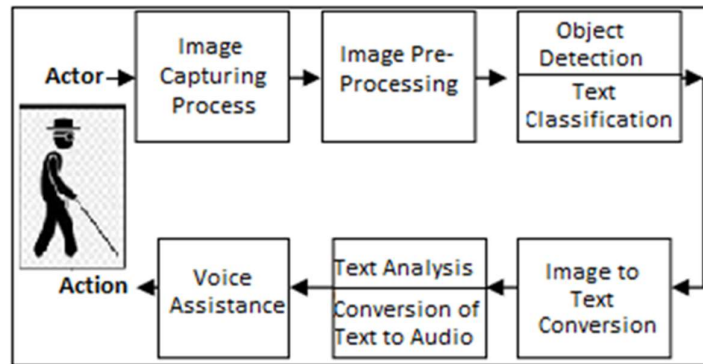 Actor
Image
Capturing
Process
Image Pre-
Processing
Object
Detection
Text
Classification
Action
Voice
Assistance
Text Analysis
Conversion of
Text to Audio
Image to
Text
Conversion